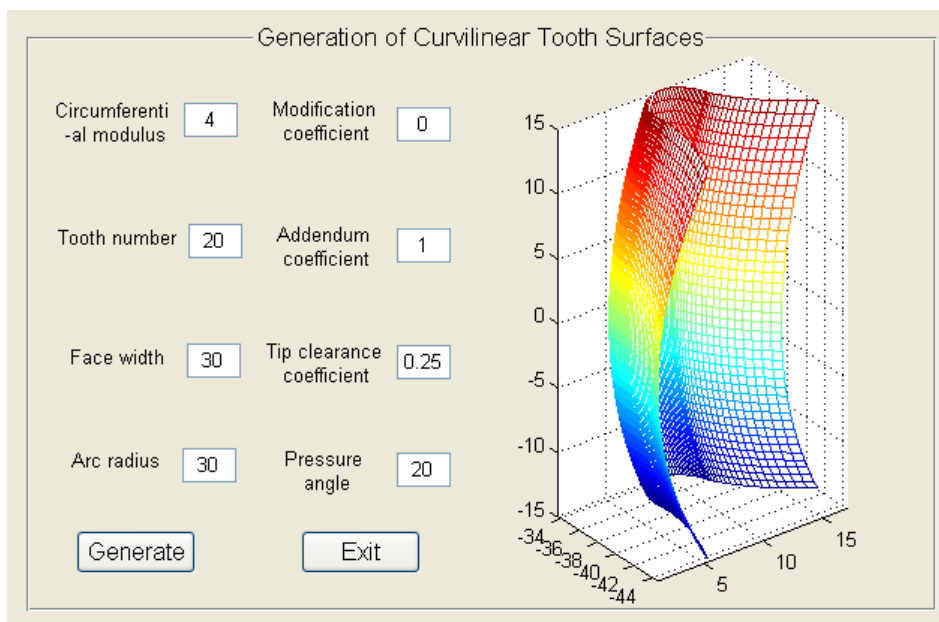 Generation of Curvilinear Tooth Surfaces
Circumferenti
-al modulus
4
Modification
coefficient
0
Tooth number
20
Addendum
coefficient
1
Face width
30
Tip clearance
coefficient
0.25
Arc radius
30
Pressure
angle
20
Generate
Exit
15
10
5
0
-5
-10
-15
-34
-36
-38
-40
-42
-44
5
10
15